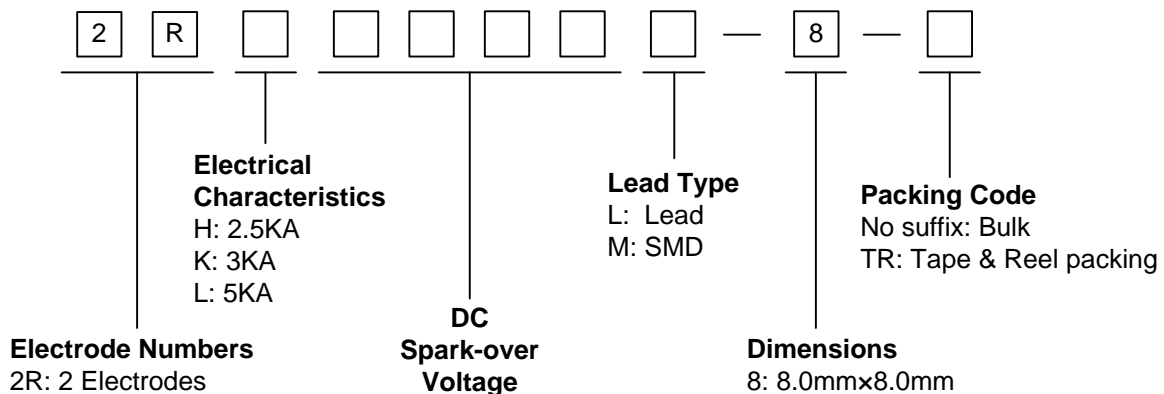 2 R — 8 —
Electrical
Characteristics
H: 2.5KA
K: 3KA
L: 5KA
Lead Type
L: Lead
M: SMD
Packing Code
No suffix: Bulk
TR: Tape & Reel packing
Electrode Numbers
2R: 2 Electrodes
DC
Spark-over
Voltage
Dimensions
8: 8.0mm×8.0mm